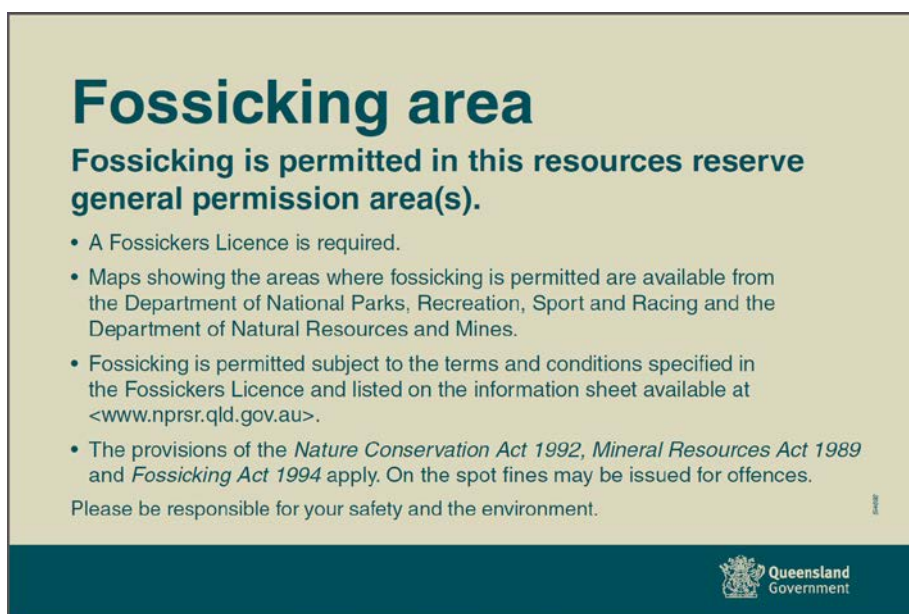 Fossicking area
Fossicking is permitted in this resources reserve
general permission area(s).
• A Fossickers Licence is required.
• Maps showing the areas where fossicking is permitted are available from
the Department of National Parks, Recreation, Sport and Racing and the
Department of Natural Resources and Mines.
• Fossicking is permitted subject to the terms and conditions specified in
the Fossickers Licence and listed on the information sheet available at
<www.nprsr.qld.gov.au>.
• The provisions of the Nature Conservation Act 1992, Mineral Resources Act 1989
and Fossicking Act 1994 apply. On the spot fines may be issued for offences.
Please be responsible for your safety and the environment.
Queensland
Government